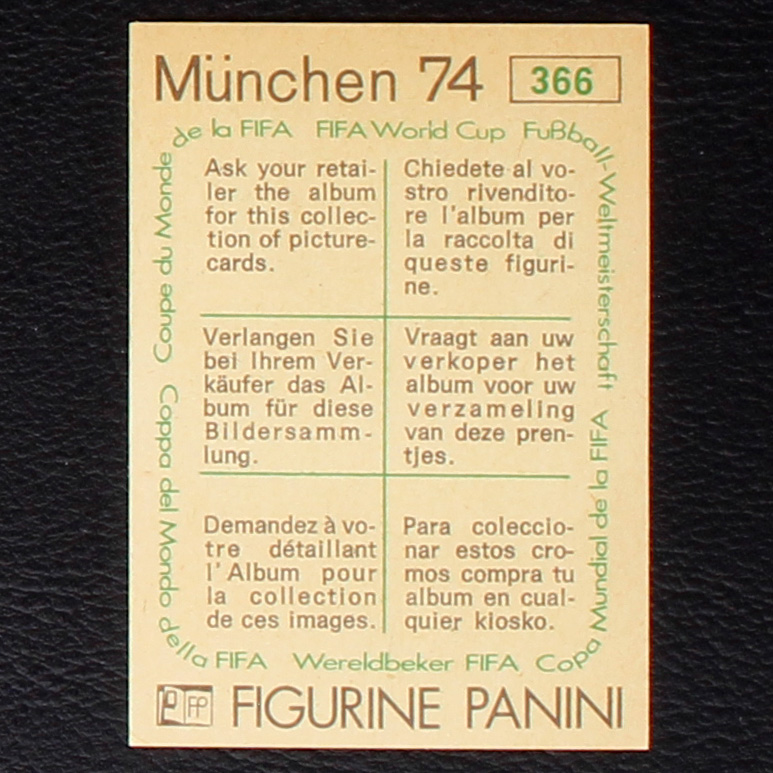 München 74 366
de la FIFA FIFA World Cup Fußball-Weltmeisterschaft
Ask your retai-
ler the album
for this collec-
tion of picture-
cards.
Chiedete al vo-
stro rivendito-
re l'album per
la raccolta di
queste figuri-
ne.
Verlangen Sie
bei Ihrem Ver-
käufer das Al-
bum für diese
Bildersamm-
lung.
Vraagt aan uw
verkoper het
album voor uw
verzameling
van deze pren-
tjes.
Demandez à vo-
tre détaillant
l'Album pour
la collection
de ces images.
Para coleccio-
nar estos cro-
mos compra tu
album en cual-
quier kiosko.
Copa Mundial de la FIFA
Wereldbeker FIFA
Coppa del Mondo della FIFA
Coupe du Monde
FP FIGURINE PANINI